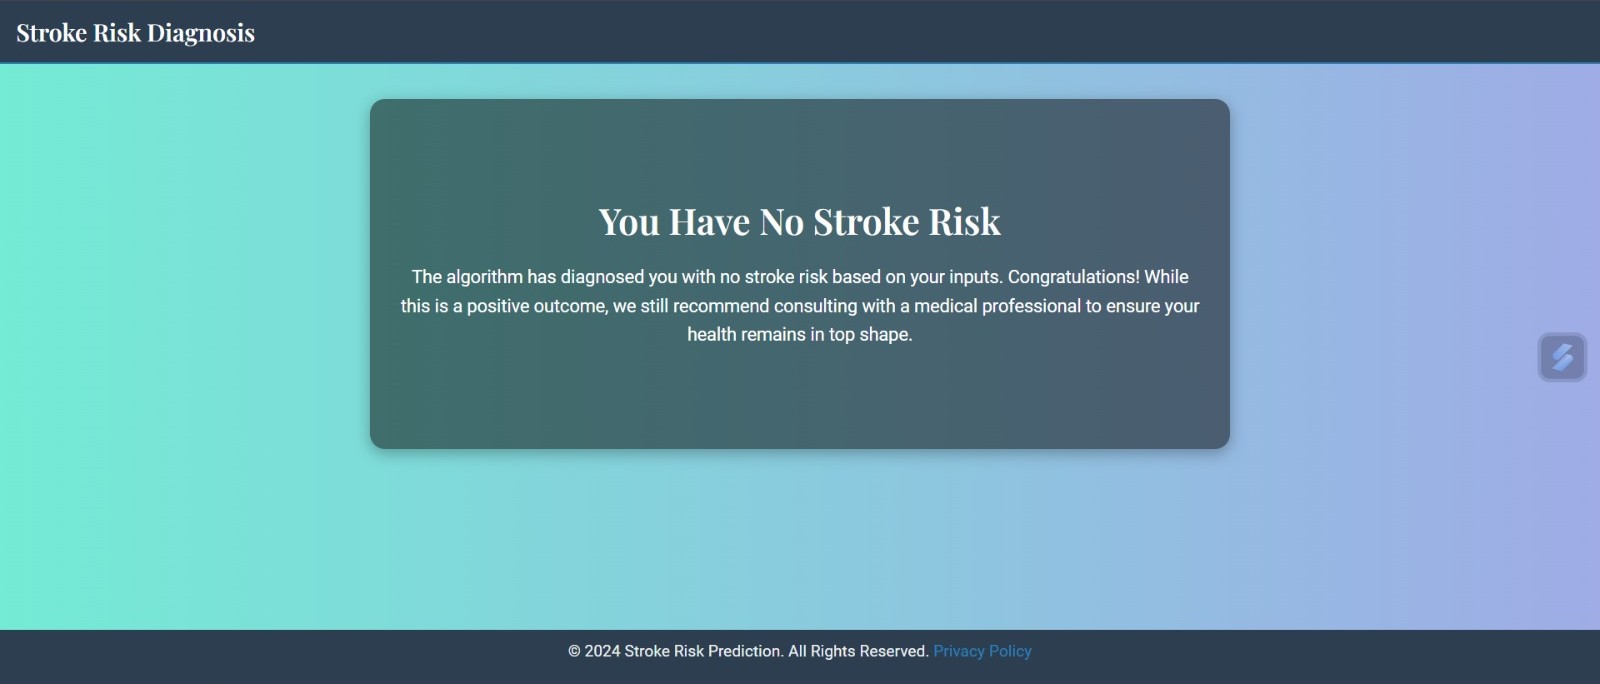 Stroke Risk Diagnosis
You Have No Stroke Risk
The algorithm has diagnosed you with no stroke risk based on your inputs. Congratulations! While
this is a positive outcome, we still recommend consulting with a medical professional to ensure your
health remains in top shape.
© 2024 Stroke Risk Prediction. All Rights Reserved. Privacy Policy